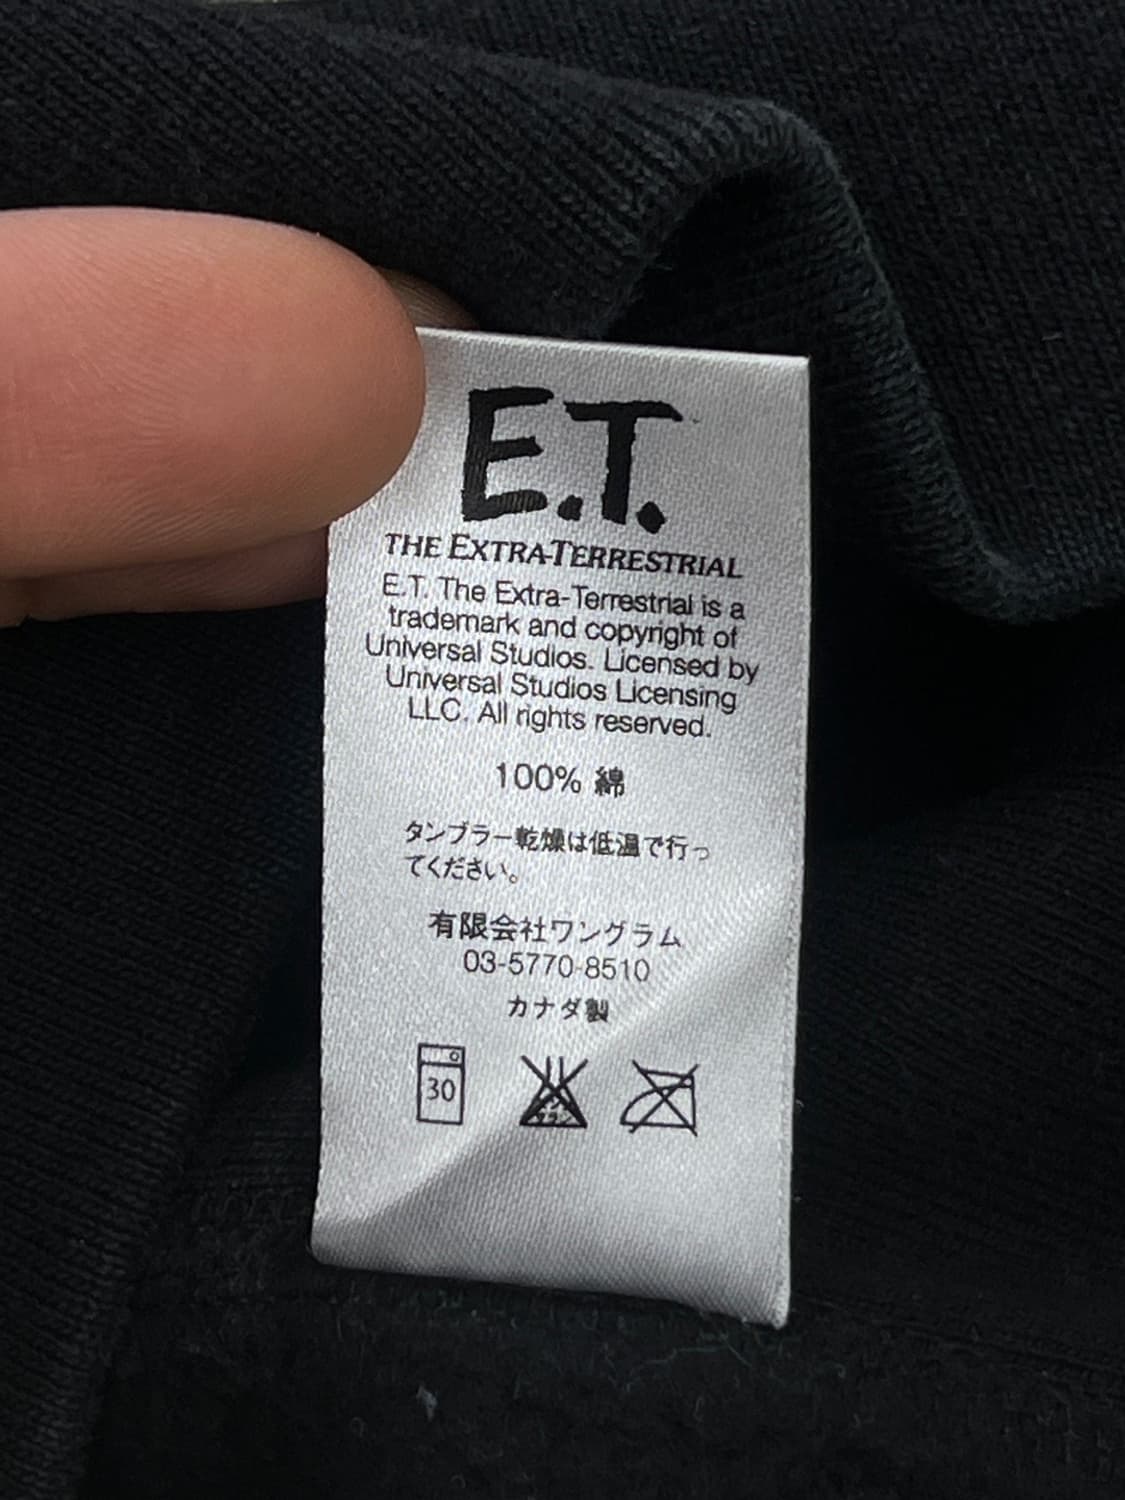 E.T.
THE EXTRA-TERRESTRIAL
E.T. The Extra-Terrestrial is a
trademark and copyright of
Universal Studios. Licensed by
Universal Studios Licensing
LLC. All rights reserved.
100% 綿
タンブラー乾燥は低温で行っ
てください。
有限会社ワングラム
03-5770-8510
カナダ製
30